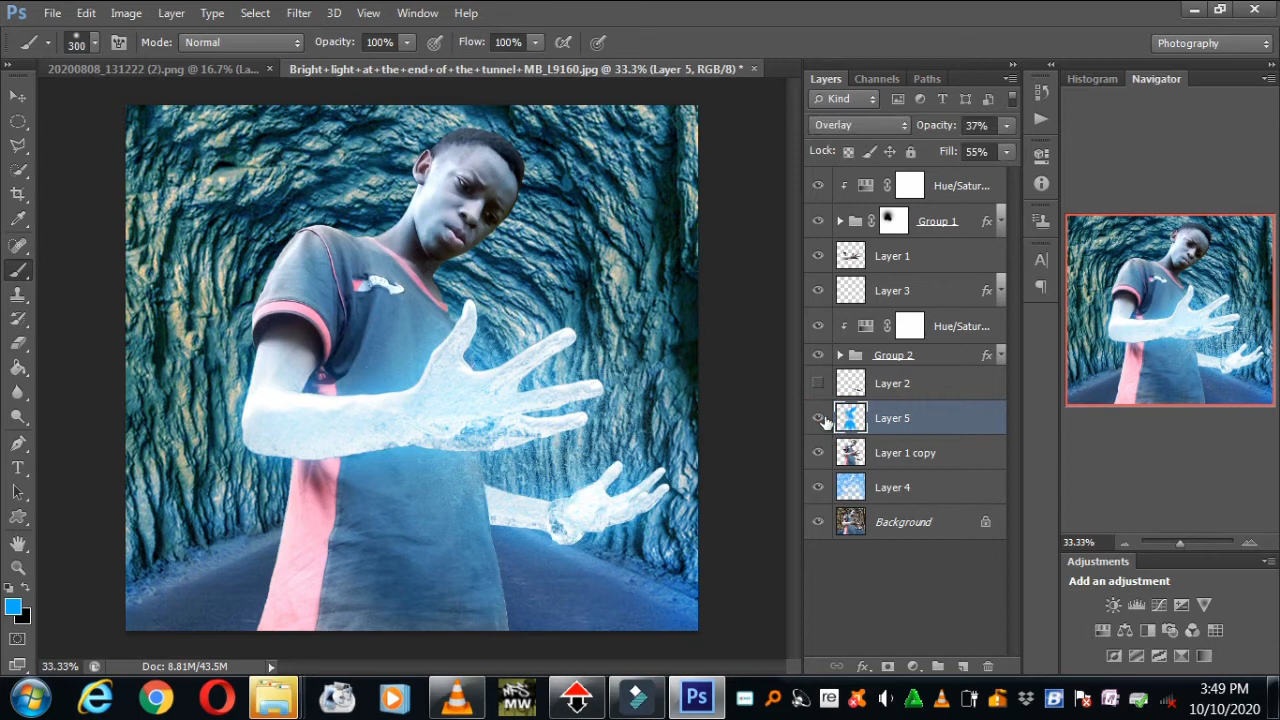 Ps File Edit Image Layer Type Select Filter 3D View Window Help
300 Mode: Normal Opacity: 100% Flow: 100% Photography
20200808_131222 (2).png @ 16.7% (La... × Bright+light+at+the+end+of+the+tunnel+MB_L9160.jpg @ 33.3% (Layer 5, RGB/8) * ×
Layers Channels Paths
Histogram Navigator
Kind
Overlay Opacity: 37%
Lock: Fill: 55%
Hue/Satur...
Group 1 fx
Layer 1
Layer 3 fx
Hue/Satur...
Group 2 fx
Layer 2
Layer 5
Layer 1 copy
Layer 4
Background
33.33%
Adjustments
Add an adjustment
33.33% Doc: 8.81M/43.5M
fx
Ps
3:49 PM
10/10/2020